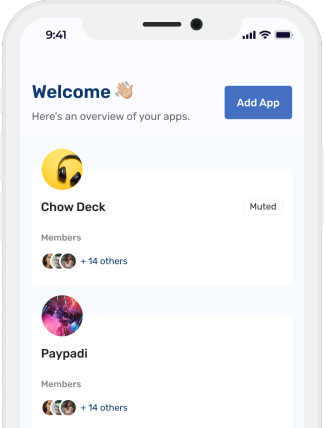 9:41
Welcome 👋🏼
Add App
Here's an overview of your apps.
Chow Deck
Muted
Members
+ 14 others
Paypadi
Members
+ 14 others